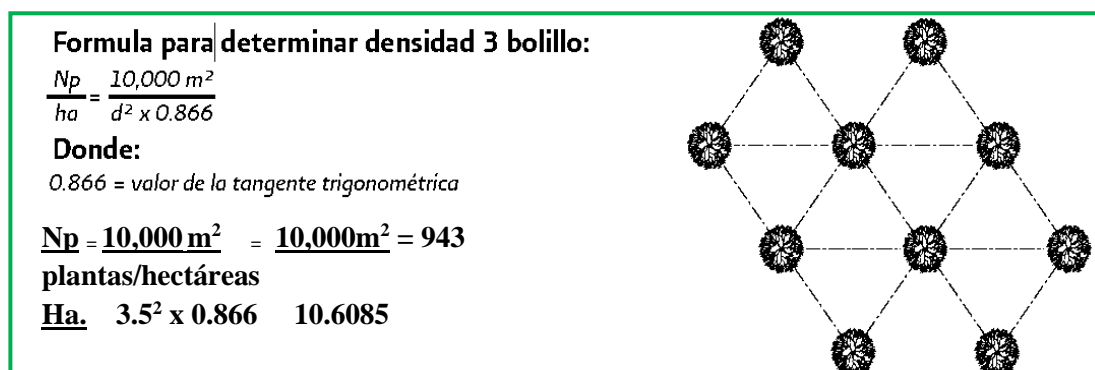 Formula para determinar densidad 3 bolillo:
Np = 10,000 m²
ha d² x 0.866
Donde:
0.866 = valor de la tangente trigonométrica
Np = 10,000 m² = 10,000m² = 943
plantas/hectáreas
Ha. 3.5² x 0.866 10.6085